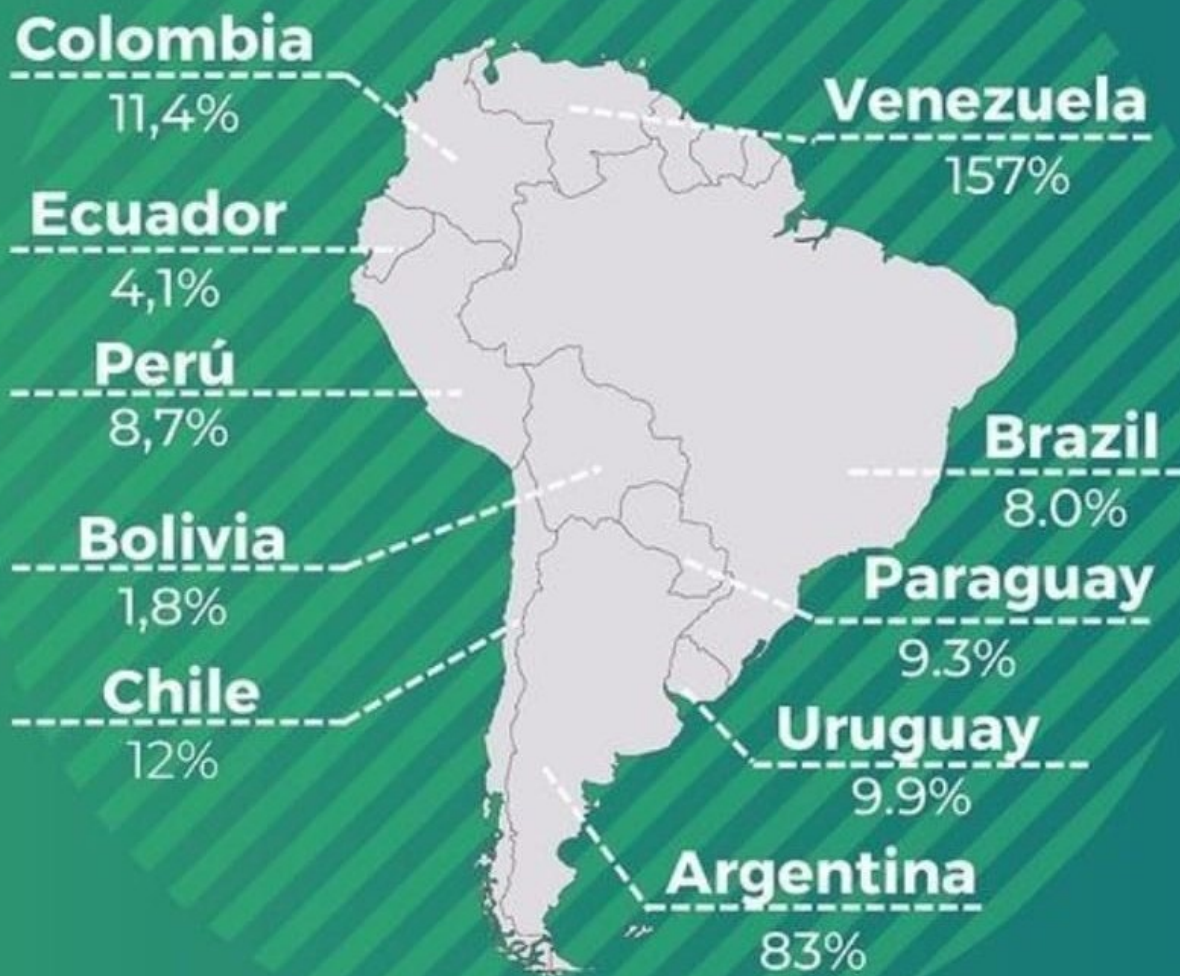 Colombia
11,4%
Ecuador
4,1%
Perú
8,7%
Bolivia
1,8%
Chile
12%
Venezuela
157%
Brazil
8.0%
Paraguay
9.3%
Uruguay
9.9%
Argentina
83%